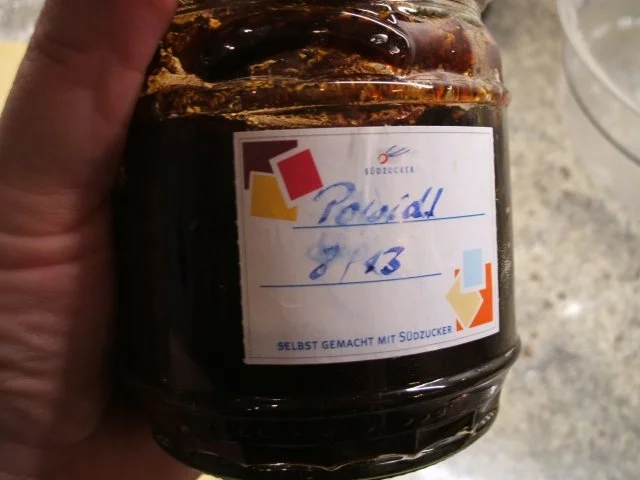 SÜDZUCKER
Powidl
8/13
SELBST GEMACHT MIT SÜDZUCKER